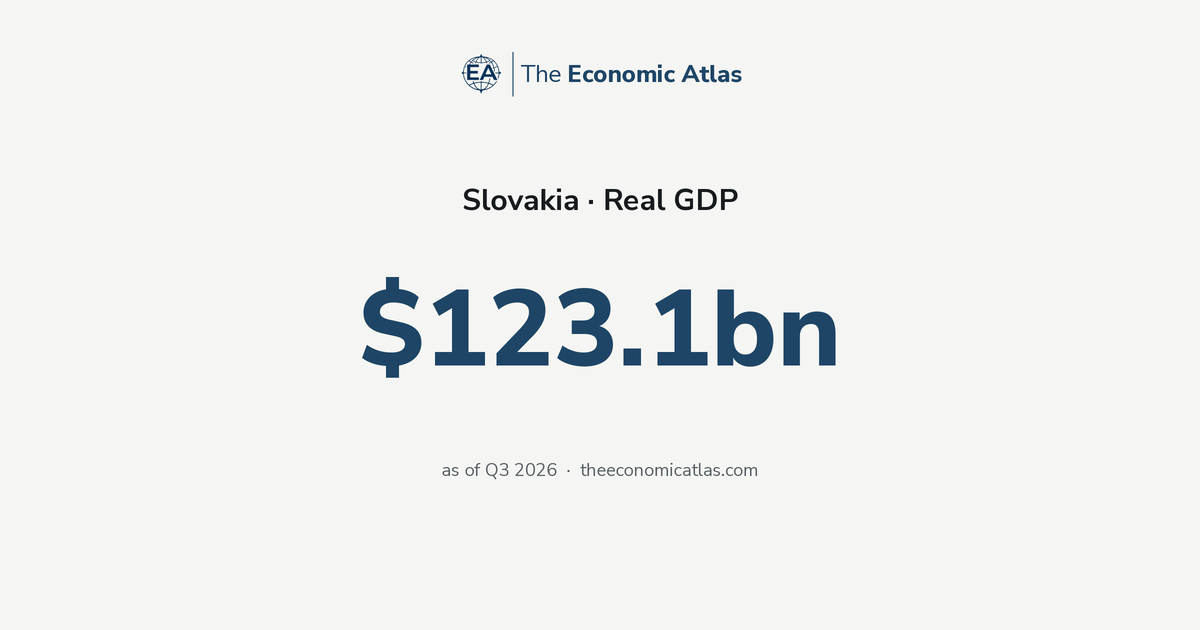 EA The Economic Atlas
Slovakia · Real GDP
$123.1bn
as of Q3 2026 · theeconomicatlas.com